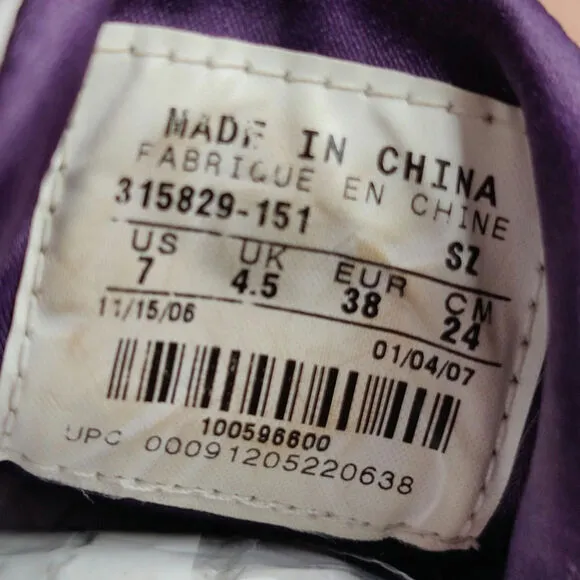 MADE IN CHINA
FABRIQUE EN CHINE
315829-151 SZ
US UK EUR CM
7 4.5 38 24
11/15/06 01/04/07
100596600
UPC 00091205220638